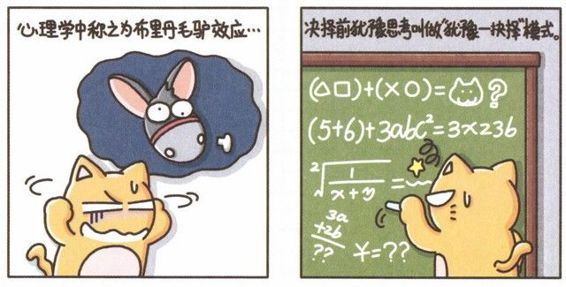 心理学中称之为布里丹毛驴效应…
决择前犹豫思考叫做"犹豫—抉择"模式。
(△□)+(×○)=?
(5+6)+3abc²=3×236
2√1/x+y=
3a
+2b
??
¥=??